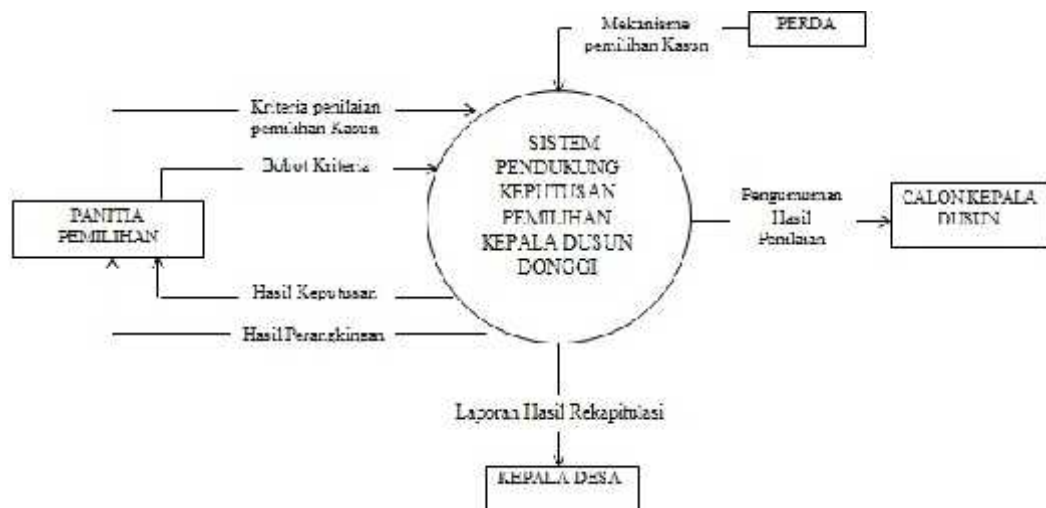 Mekanisme
pemilihan Kasun
PERDA
Kriteria penilaian
pemilihan Kasun
Bobot Kriteria
SISTEM
PENDUKUNG
KEPUTUSAN
PEMILIHAN
KEPALA DUSUN
DONGGI
PANITIA
PEMILIHAN
Pengumuman
Hasil
Penilaian
CALON KEPALA
DUSUN
Hasil Keputusan
Hasil Perangkingan
Laporan Hasil Rekapitulasi
KEPALA DESA